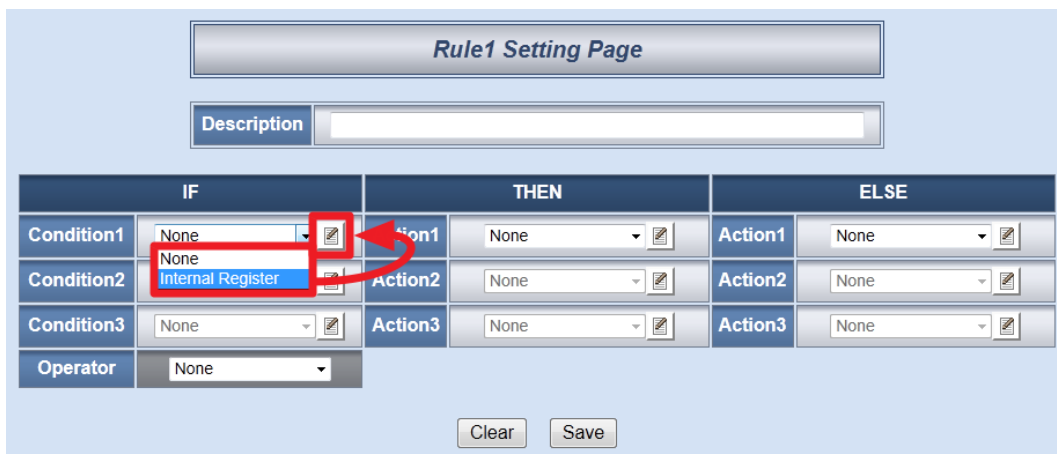 Rule1 Setting Page
Description
IF THEN ELSE
Condition1 None Action1 None Action1 None
None
Condition2 Internal Register Action2 None Action2 None
Condition3 None Action3 None Action3 None
Operator None
Clear Save